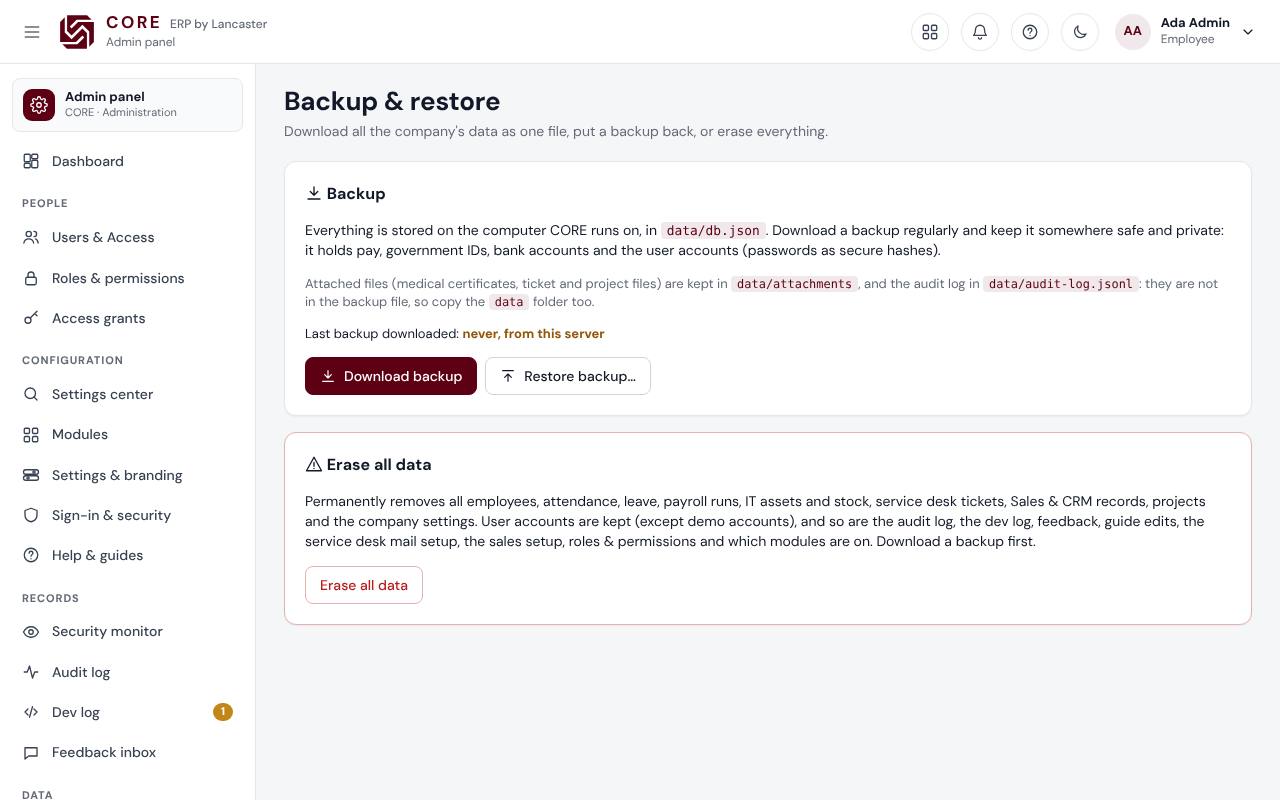 CORE ERP by Lancaster
Admin panel
AA
Ada Admin
Employee
Admin panel
CORE · Administration
Dashboard
PEOPLE
Users & Access
Roles & permissions
Access grants
CONFIGURATION
Settings center
Modules
Settings & branding
Sign-in & security
Help & guides
RECORDS
Security monitor
Audit log
Dev log 1
Feedback inbox
DATA
Backup & restore
Download all the company's data as one file, put a backup back, or erase everything.
Backup
Everything is stored on the computer CORE runs on, in data/db.json. Download a backup regularly and keep it somewhere safe and private:
it holds pay, government IDs, bank accounts and the user accounts (passwords as secure hashes).
Attached files (medical certificates, ticket and project files) are kept in data/attachments, and the audit log in data/audit-log.jsonl: they are not
in the backup file, so copy the data folder too.
Last backup downloaded: never, from this server
Download backup
Restore backup...
Erase all data
Permanently removes all employees, attendance, leave, payroll runs, IT assets and stock, service desk tickets, Sales & CRM records, projects
and the company settings. User accounts are kept (except demo accounts), and so are the audit log, the dev log, feedback, guide edits, the
service desk mail setup, the sales setup, roles & permissions and which modules are on. Download a backup first.
Erase all data